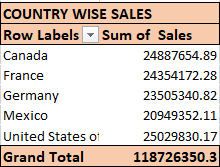 COUNTRY WISE SALES
Row Labels Sum of  Sales
Canada 24887654.89
France 24354172.28
Germany 23505340.82
Mexico 20949352.11
United States of 25029830.17
Grand Total 118726350.3